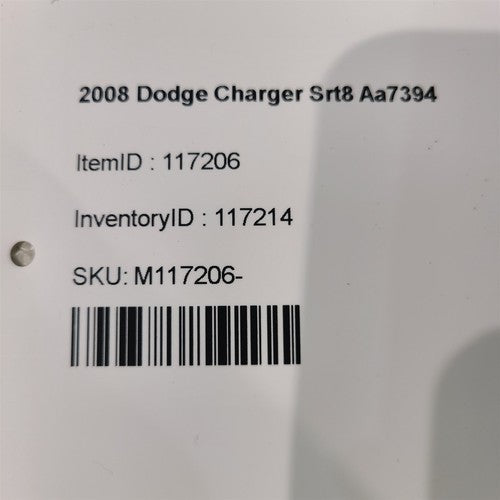 2008 Dodge Charger Srt8 Aa7394
ItemID : 117206
InventoryID : 117214
SKU: M117206-